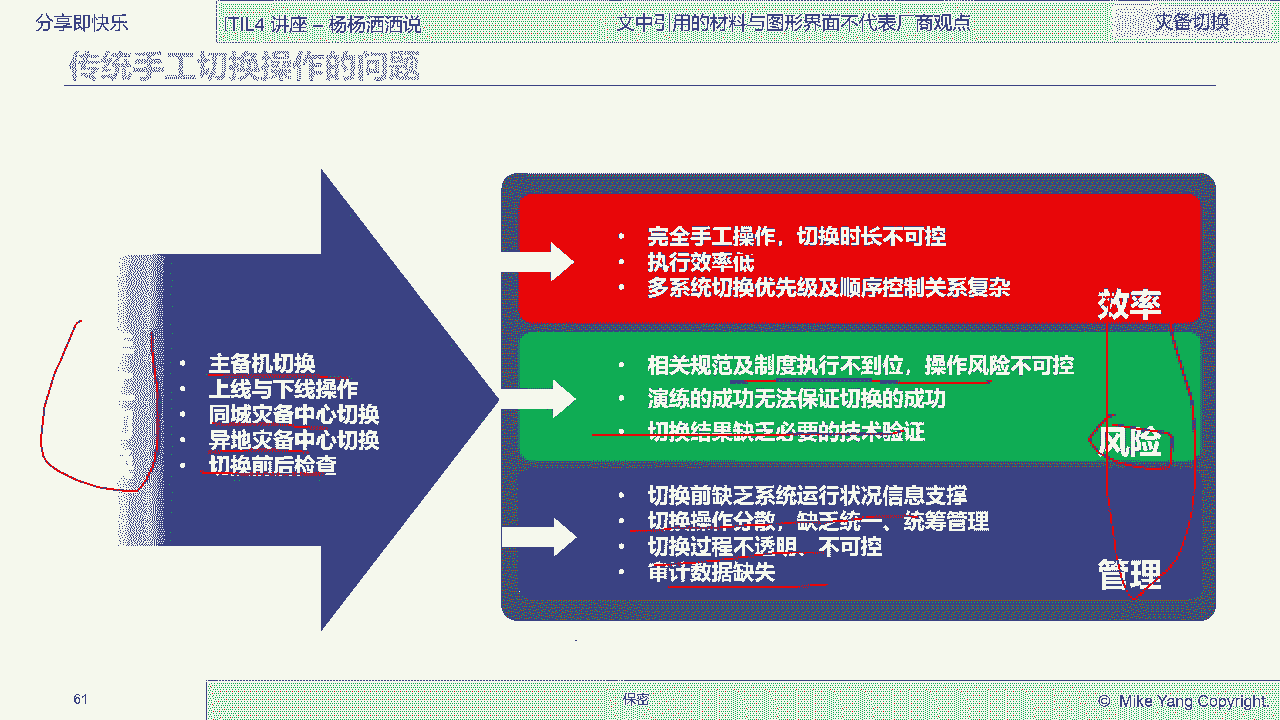 分享即快乐
ITIL4 讲座 – 杨杨洒洒说
文中引用的材料与图形界面不代表厂商观点
灾备切换
传统手工切换操作的问题
• 主备机切换
• 上线与下线操作
• 同城灾备中心切换
• 异地灾备中心切换
• 切换前后检查
• 完全手工操作，切换时长不可控
• 执行效率低
• 多系统切换优先级及顺序控制关系复杂
效率
• 相关规范及制度执行不到位，操作风险不可控
• 演练的成功无法保证切换的成功
• 切换结果缺乏必要的技术验证
风险
• 切换前缺乏系统运行状况信息支撑
• 切换操作分散，缺乏统一、统筹管理
• 切换过程不透明、不可控
• 审计数据缺失
管理
61
保密
© Mike Yang Copyright.